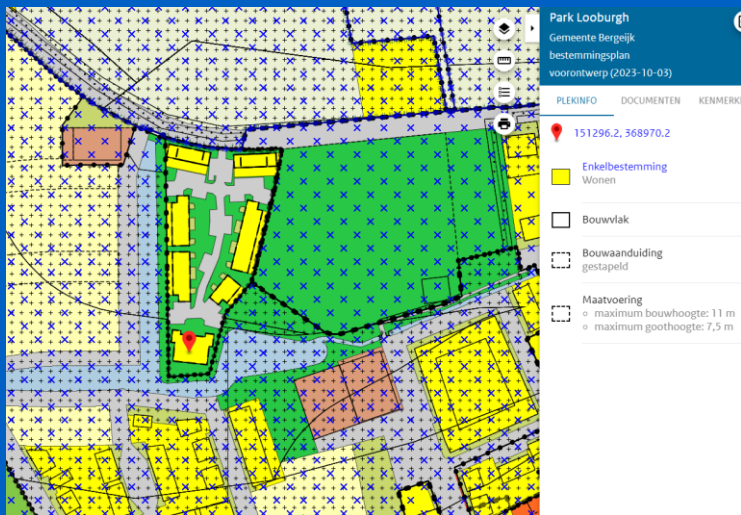 Park Looburgh
Gemeente Bergeijk
bestemmingsplan
voorontwerp (2023-10-03)
PLEKINFO DOCUMENTEN KENMERK
151296.2, 368970.2
Enkelbestemming
Wonen
Bouwvlak
Bouwaanduiding
gestapeld
Maatvoering
maximum bouwhoogte: 11 m
maximum goothoogte: 7,5 m